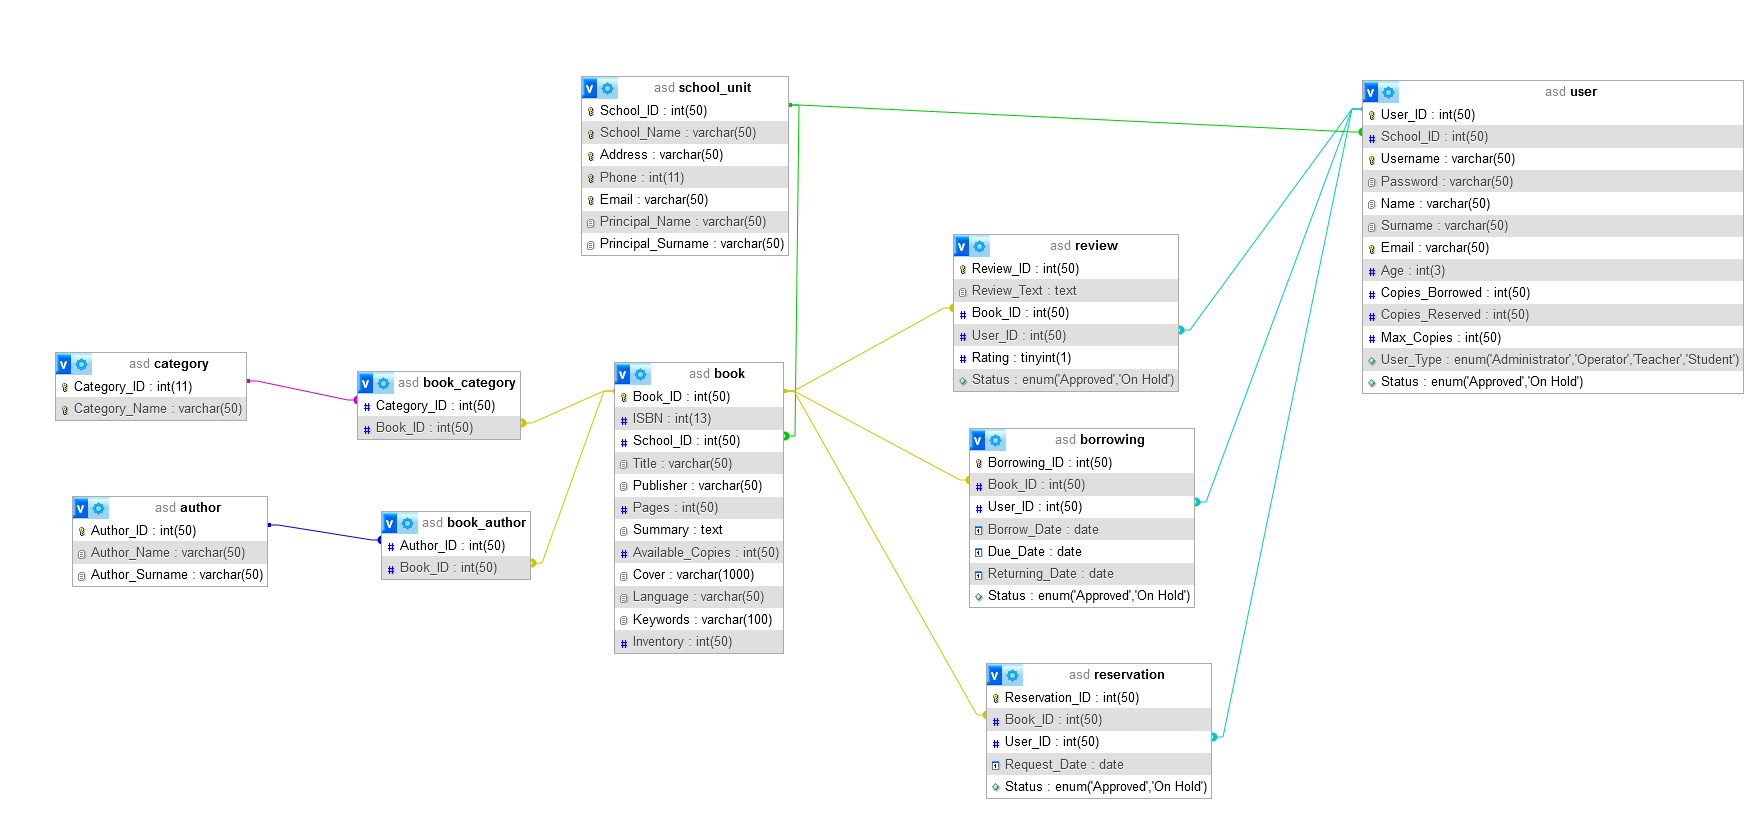 v asd school_unit
School_ID : int(50)
School_Name : varchar(50)
Address : varchar(50)
Phone : int(11)
Email : varchar(50)
Principal_Name : varchar(50)
Principal_Surname : varchar(50)
v asd user
User_ID : int(50)
School_ID : int(50)
Username : varchar(50)
Password : varchar(50)
Name : varchar(50)
Surname : varchar(50)
Email : varchar(50)
Age : int(3)
Copies_Borrowed : int(50)
Copies_Reserved : int(50)
Max_Copies : int(50)
User_Type : enum('Administrator','Operator','Teacher','Student')
Status : enum('Approved','On Hold')
v asd review
Review_ID : int(50)
Review_Text : text
Book_ID : int(50)
User_ID : int(50)
Rating : tinyint(1)
Status : enum('Approved','On Hold')
v asd category
Category_ID : int(11)
Category_Name : varchar(50)
v asd book_category
Category_ID : int(50)
Book_ID : int(50)
v asd book
Book_ID : int(50)
ISBN : int(13)
School_ID : int(50)
Title : varchar(50)
Publisher : varchar(50)
Pages : int(50)
Summary : text
Available_Copies : int(50)
Cover : varchar(1000)
Language : varchar(50)
Keywords : varchar(100)
Inventory : int(50)
v asd borrowing
Borrowing_ID : int(50)
Book_ID : int(50)
User_ID : int(50)
Borrow_Date : date
Due_Date : date
Returning_Date : date
Status : enum('Approved','On Hold')
v asd author
Author_ID : int(50)
Author_Name : varchar(50)
Author_Surname : varchar(50)
v asd book_author
Author_ID : int(50)
Book_ID : int(50)
v asd reservation
Reservation_ID : int(50)
Book_ID : int(50)
User_ID : int(50)
Request_Date : date
Status : enum('Approved','On Hold')